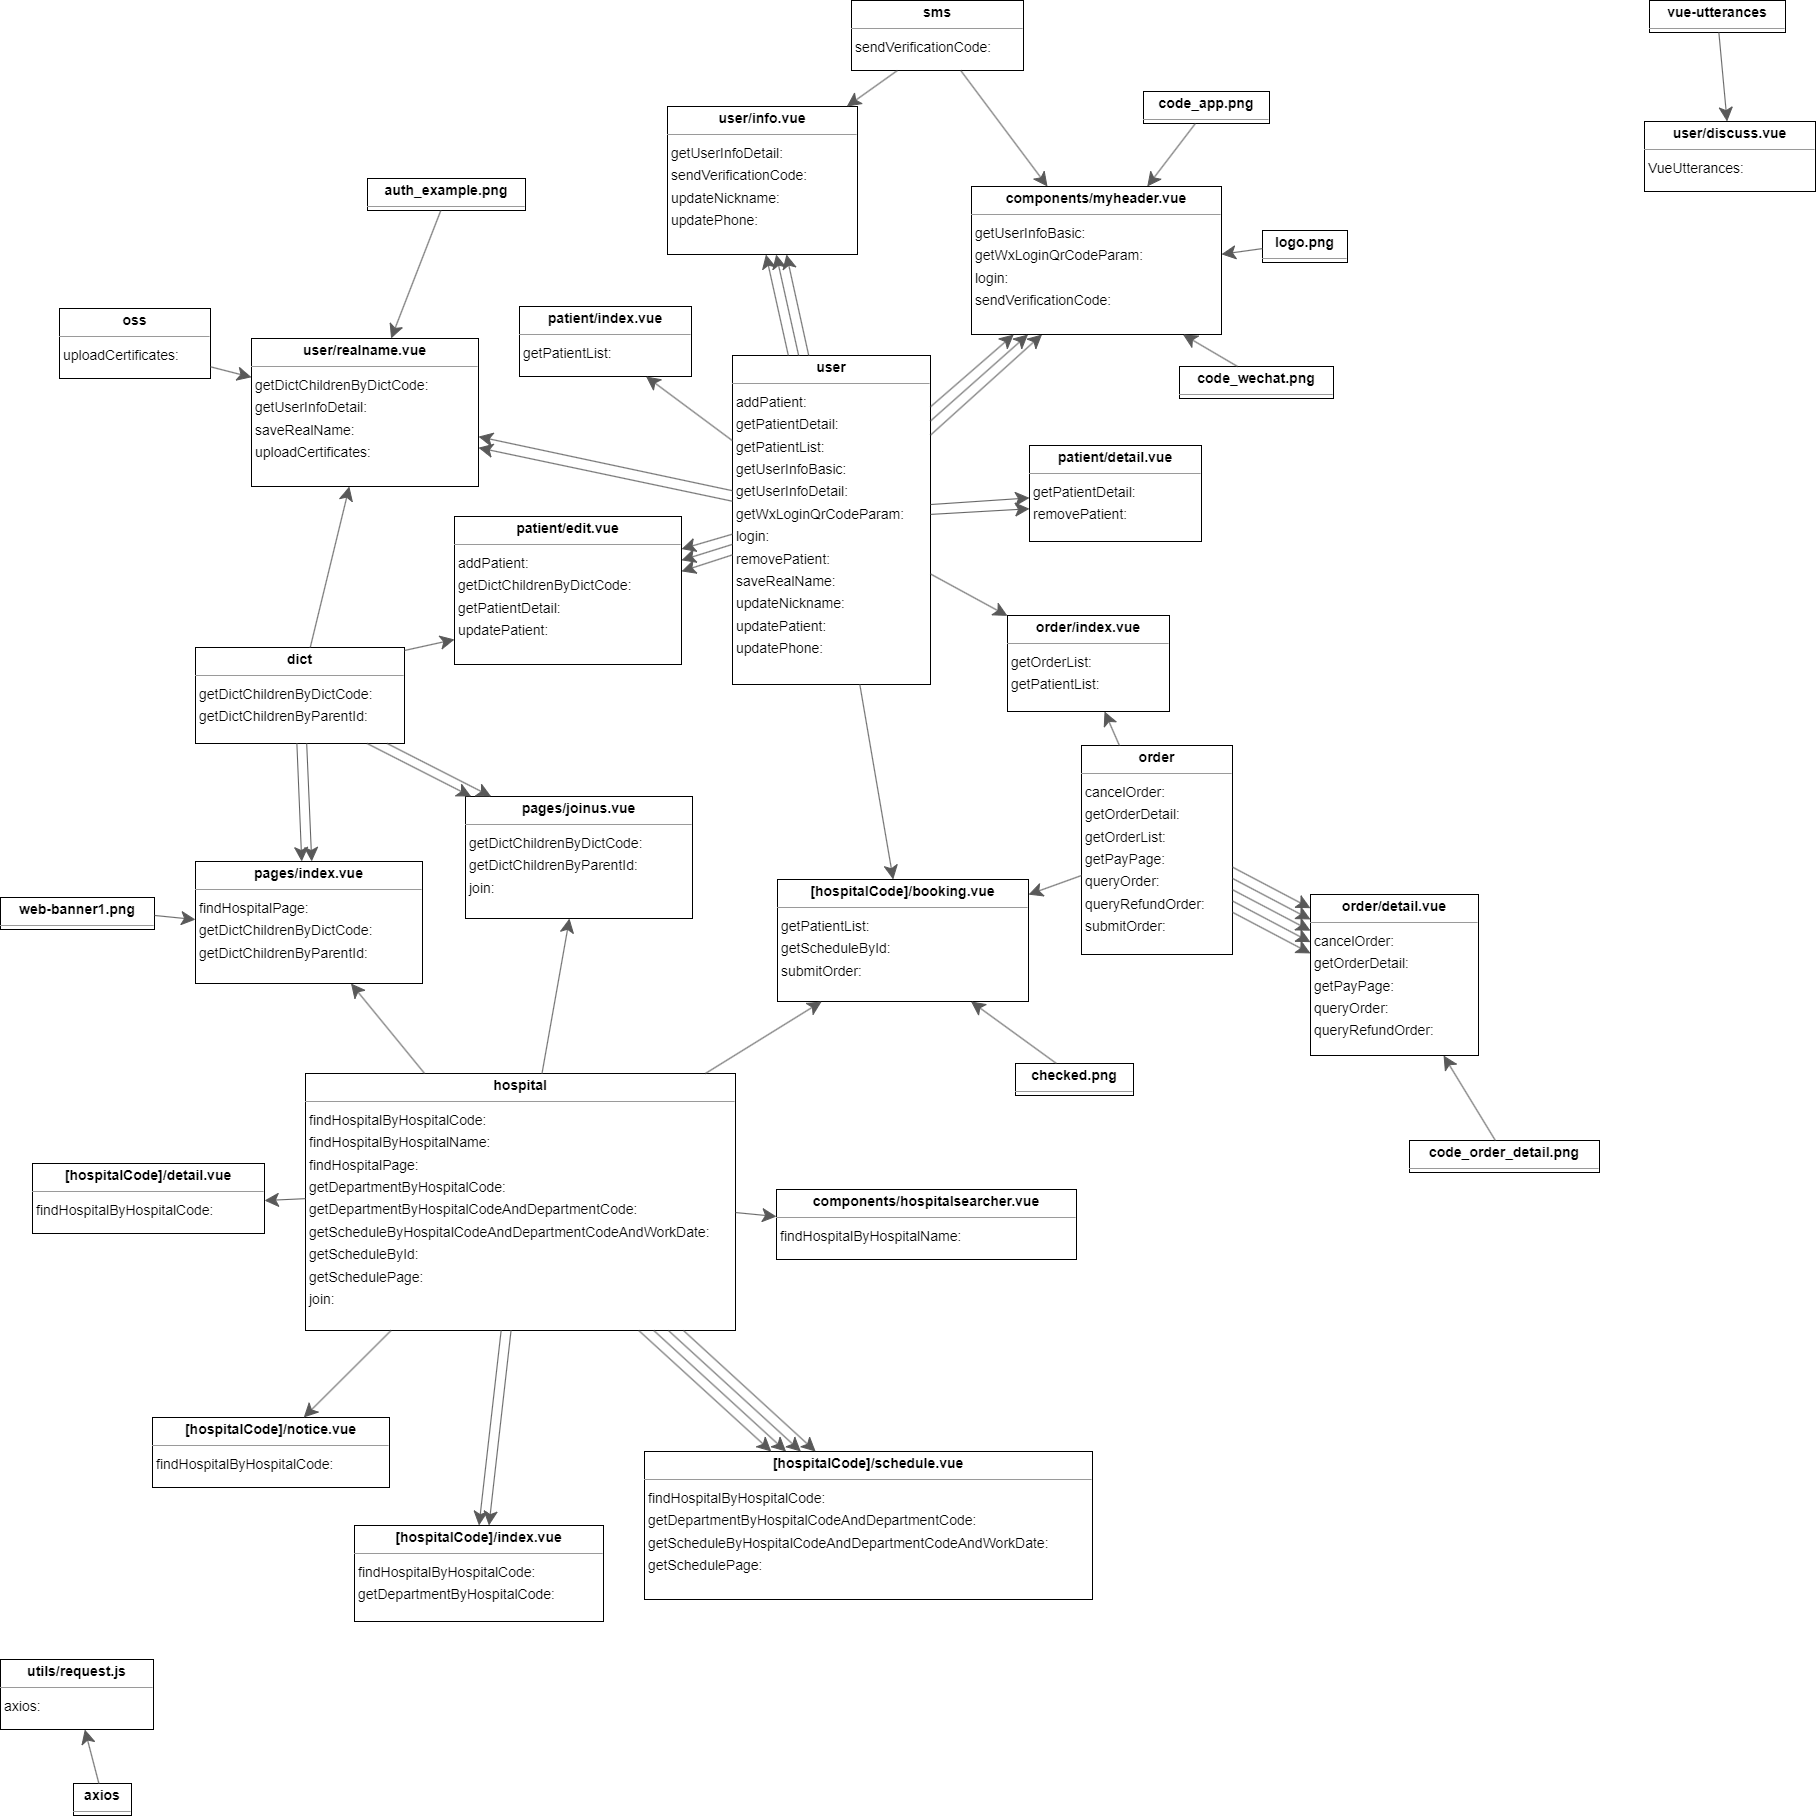 sms
sendVerificationCode:
vue-utterances
code_app.png
user/info.vue
getUserInfoDetail:
sendVerificationCode:
updateNickname:
updatePhone:
user/discuss.vue
VueUtterances:
auth_example.png
components/myheader.vue
getUserInfoBasic:
getWxLoginQrCodeParam:
login:
sendVerificationCode:
logo.png
oss
uploadCertificates:
patient/index.vue
getPatientList:
user/realname.vue
getDictChildrenByDictCode:
getUserInfoDetail:
saveRealName:
uploadCertificates:
user
addPatient:
getPatientDetail:
getPatientList:
getUserInfoBasic:
getUserInfoDetail:
getWxLoginQrCodeParam:
login:
removePatient:
saveRealName:
updateNickname:
updatePatient:
updatePhone:
code_wechat.png
patient/detail.vue
getPatientDetail:
removePatient:
patient/edit.vue
addPatient:
getDictChildrenByDictCode:
getPatientDetail:
updatePatient:
order/index.vue
getOrderList:
getPatientList:
dict
getDictChildrenByDictCode:
getDictChildrenByParentId:
order
cancelOrder:
getOrderDetail:
getOrderList:
getPayPage:
queryOrder:
queryRefundOrder:
submitOrder:
pages/joinus.vue
getDictChildrenByDictCode:
getDictChildrenByParentId:
join:
pages/index.vue
findHospitalPage:
getDictChildrenByDictCode:
getDictChildrenByParentId:
web-banner1.png
[hospitalCode]/booking.vue
getPatientList:
getScheduleById:
submitOrder:
order/detail.vue
cancelOrder:
getOrderDetail:
getPayPage:
queryOrder:
queryRefundOrder:
checked.png
hospital
findHospitalByHospitalCode:
findHospitalByHospitalName:
findHospitalPage:
getDepartmentByHospitalCode:
getDepartmentByHospitalCodeAndDepartmentCode:
getScheduleByHospitalCodeAndDepartmentCodeAndWorkDate:
getScheduleById:
getSchedulePage:
join:
code_order_detail.png
[hospitalCode]/detail.vue
findHospitalByHospitalCode:
components/hospitalsearcher.vue
findHospitalByHospitalName:
[hospitalCode]/notice.vue
findHospitalByHospitalCode:
[hospitalCode]/schedule.vue
findHospitalByHospitalCode:
getDepartmentByHospitalCodeAndDepartmentCode:
getScheduleByHospitalCodeAndDepartmentCodeAndWorkDate:
getSchedulePage:
[hospitalCode]/index.vue
findHospitalByHospitalCode:
getDepartmentByHospitalCode:
utils/request.js
axios:
axios